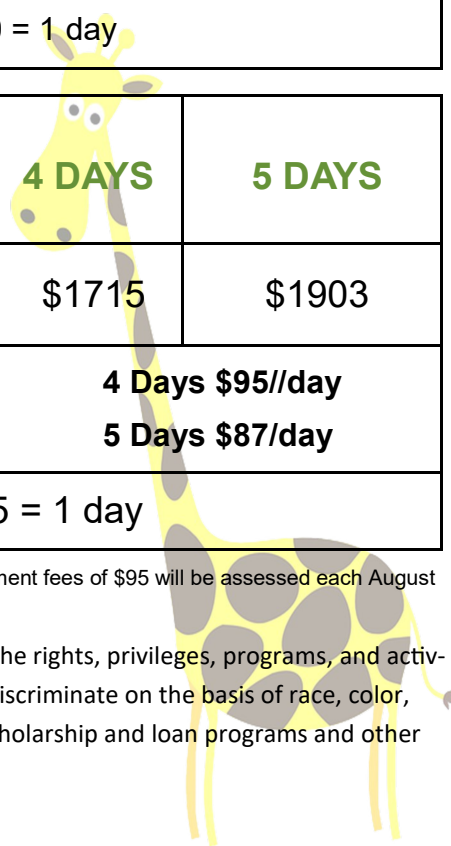 = 1 day
4 DAYS 5 DAYS
$1715 $1903
4 Days $95//day
5 Days $87/day
= 1 day
ment fees of $95 will be assessed each August
he rights, privileges, programs, and activ-
iscriminate on the basis of race, color,
holarship and loan programs and other